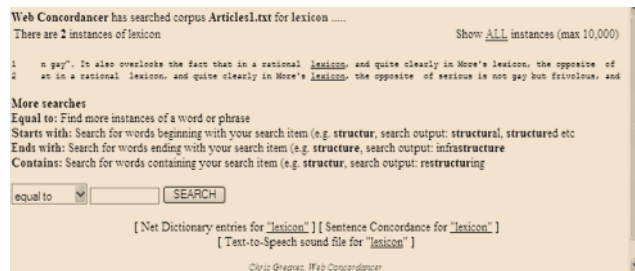 Web Concordancer has searched corpus Articles1.txt for lexicon .....
There are 2 instances of lexicon Show ALL instances (max 10,000)
1 n gay". It also overlooks the fact that in a rational lexicon, and quite clearly in More's lexicon, the opposite of
2 at in a rational lexicon, and quite clearly in More's lexicon, the opposite of serious is not gay but frivolous, and
More searches
Equal to: Find more instances of a word or phrase
Starts with: Search for words beginning with your search item (e.g. structur, search output: structural, structured etc
Ends with: Search for words ending with your search item (e.g. structure, search output: infrastructure
Contains: Search for words containing your search item (e.g. structur, search output: restructuring
equal to SEARCH
[ Net Dictionary entries for "lexicon" ] [ Sentence Concordance for "lexicon" ]
[ Text-to-Speech sound file for "lexicon" ]
Chris Greaves, Web Concordancer